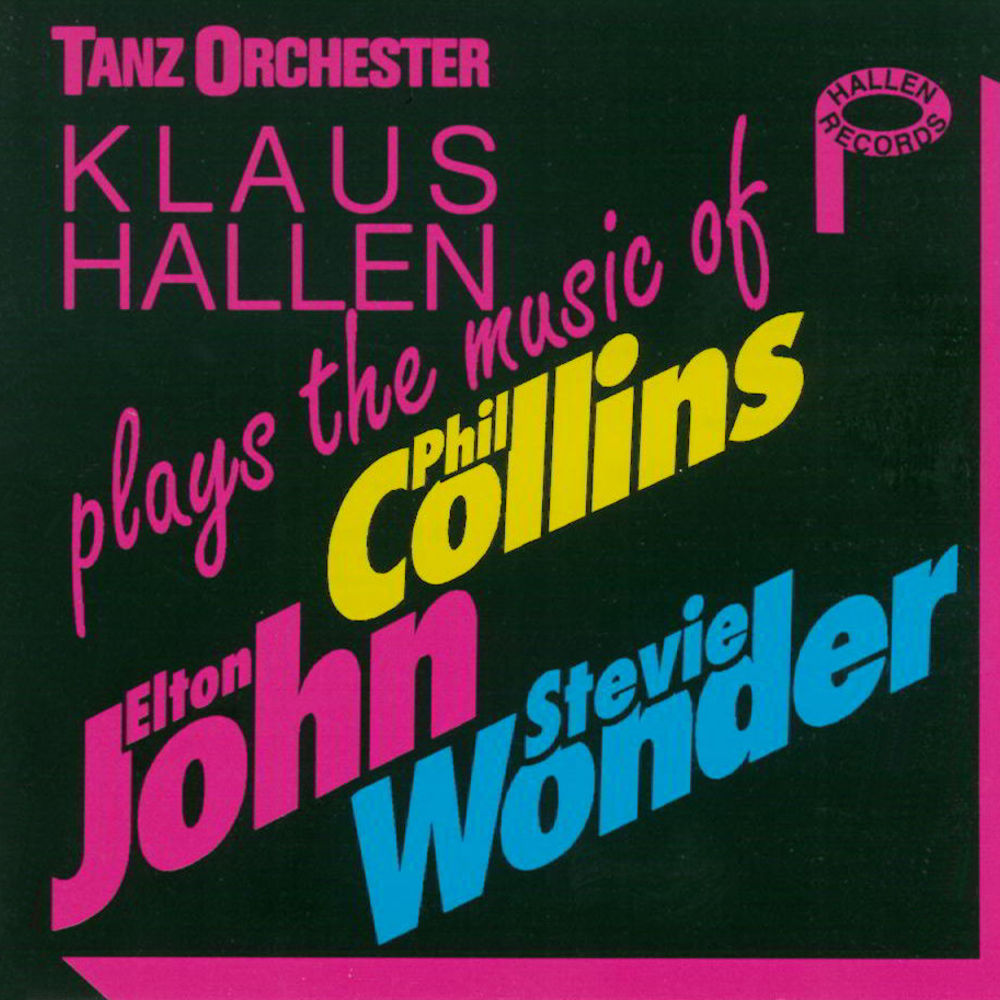 TANZ ORCHESTER
KLAUS
HALLEN
HALLEN
RECORDS
plays the music of
Phil
Collins
Elton
John
Stevie
Wonder